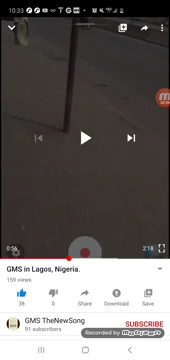 10:33
0:56
2:18
GMS in Lagos, Nigeria.
159 views
38
0
Share
Download
Save
GMS TheNewSong
91 subscribers
SUBSCRIBE
Recorded by